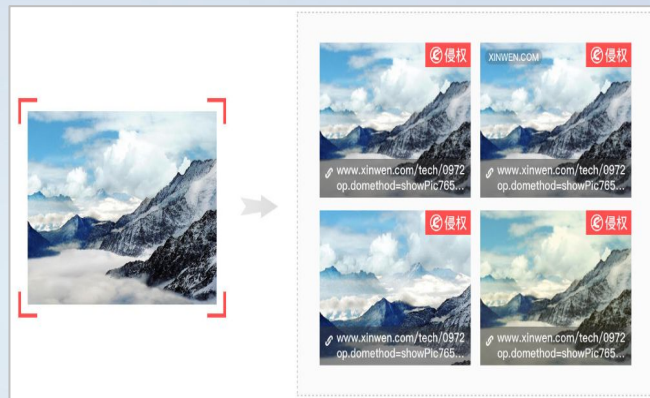 侵权
www.xinwen.com/tech/0972
op.domethod=showPic765...
XINWEN.COM
侵权
www.xinwen.com/tech/0972
op.domethod=showPic765...
侵权
www.xinwen.com/tech/0972
op.domethod=showPlc765...
侵权
www.xinwen.com/tech/0972
op.domethod=showPic765...